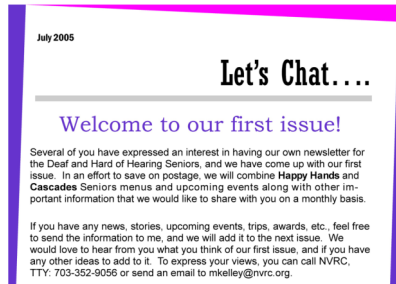 July 2005
Let's Chat....
Welcome to our first issue!
Several of you have expressed an interest in having our own newsletter for
the Deaf and Hard of Hearing Seniors, and we have come up with our first
issue.  In an effort to save on postage, we will combine Happy Hands and
Cascades Seniors menus and upcoming events along with other im-
portant information that we would like to share with you on a monthly basis.
If you have any news, stories, upcoming events, trips, awards, etc., feel free
to send the information to me, and we will add it to the next issue.  We
would love to hear from you what you think of our first issue, and if you have
any other ideas to add to it.  To express your views, you can call NVRC,
TTY: 703-352-9056 or send an email to mkelley@nvrc.org.